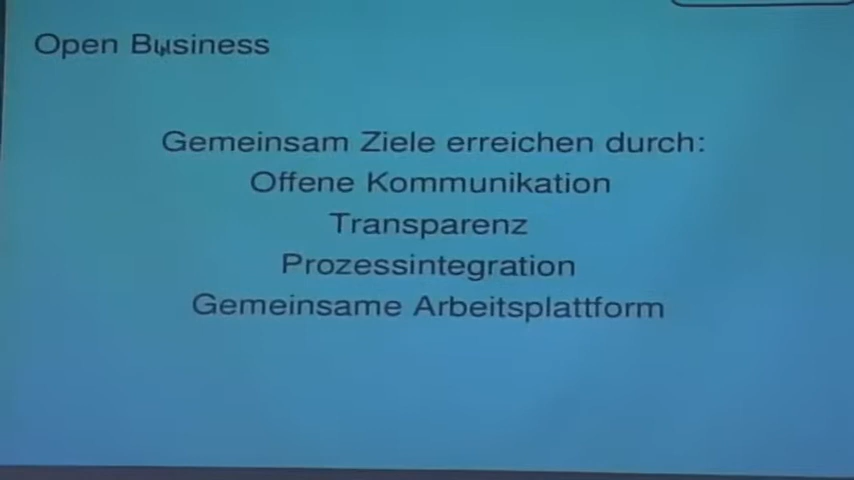 Open Business
Gemeinsam Ziele erreichen durch:
Offene Kommunikation
Transparenz
Prozessintegration
Gemeinsame Arbeitsplattform